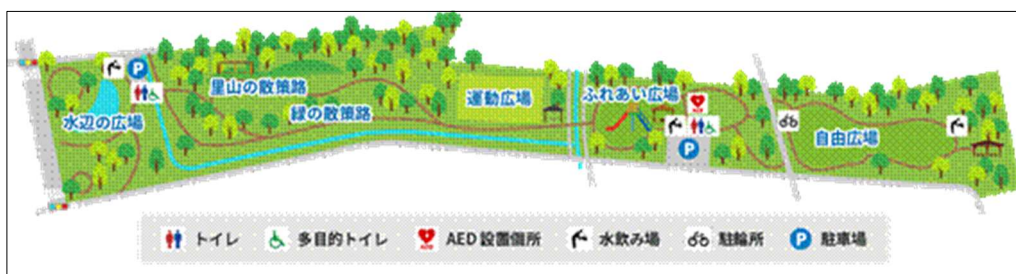 里山の散策路
水辺の広場
緑の散策路
運動広場
ふれあい広場
自由広場
P
P
トイレ
多目的トイレ
AED
AED設置個所
水飲み場
駐輪所
P 駐車場